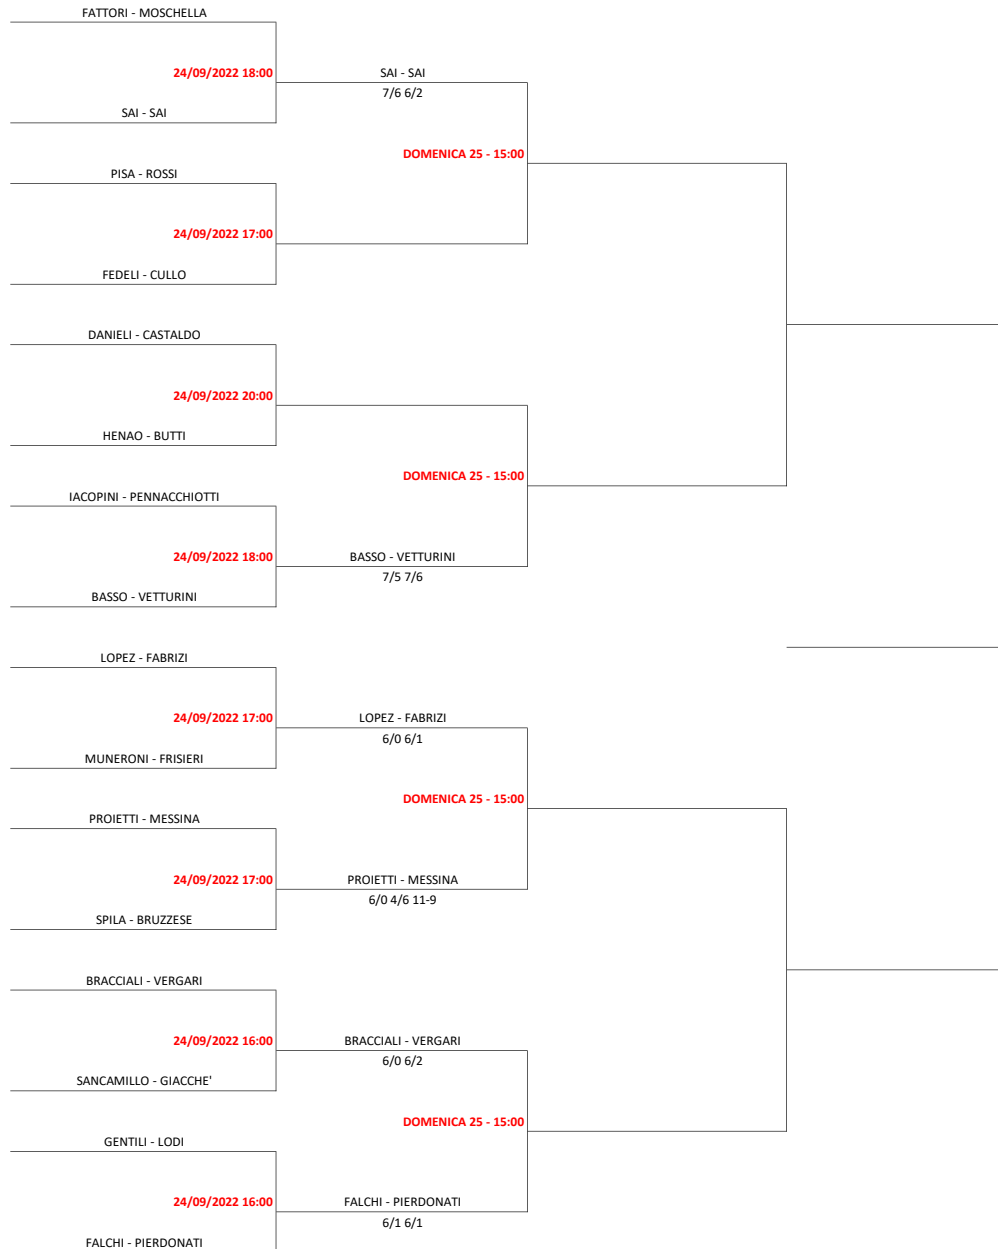 FATTORI - MOSCHELLA
24/09/2022 18:00
SAI - SAI
7/6 6/2
SAI - SAI
DOMENICA 25 - 15:00
PISA - ROSSI
24/09/2022 17:00
FEDELI - CULLO
DANIELI - CASTALDO
24/09/2022 20:00
HENAO - BUTTI
DOMENICA 25 - 15:00
IACOPINI - PENNACCHIOTTI
24/09/2022 18:00
BASSO - VETTURINI
7/5 7/6
BASSO - VETTURINI
LOPEZ - FABRIZI
24/09/2022 17:00
LOPEZ - FABRIZI
6/0 6/1
MUNERONI - FRISIERI
DOMENICA 25 - 15:00
PROIETTI - MESSINA
24/09/2022 17:00
PROIETTI - MESSINA
6/0 4/6 11-9
SPILA - BRUZZESE
BRACCIALI - VERGARI
24/09/2022 16:00
BRACCIALI - VERGARI
6/0 6/2
SANCAMILLO - GIACCHE'
DOMENICA 25 - 15:00
GENTILI - LODI
24/09/2022 16:00
FALCHI - PIERDONATI
6/1 6/1
FALCHI - PIERDONATI